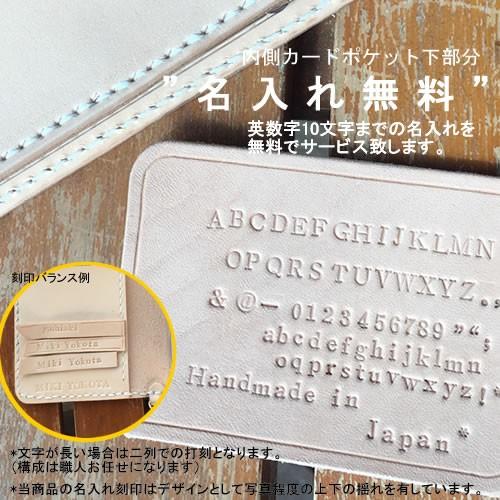 内側カードポケット下部分
”名入れ無料”
英数字10文字までの名入れを
無料でサービス致します。
ABCDEFGHIJKLMN
OPQRSTUVWXYZ..
&@-0123456789"“;
abcdefghijklmn
opqrstuvwxyz!*
Handmade in
Japan*
刻印バランス例
Miki Yokota
Miki Yokota
MIKI YOKOTA
*文字が長い場合は二列での打刻となります。
(構成は職人お任せになります)
*当商品の名入れ刻印はデザインとして写真程度の上下の揺れを有しています。